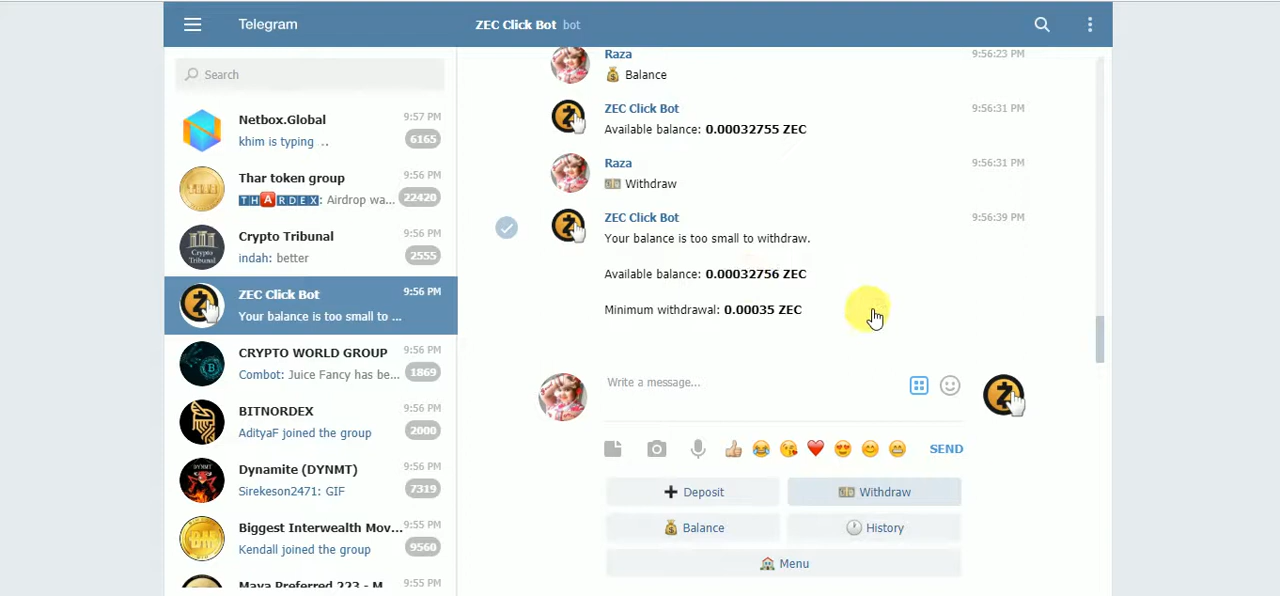 Telegram
ZEC Click Bot bot
Search
Netbox.Global 9:57 PM
khim is typing .. 6165
Thar token group 9:56 PM
THARDEX: Airdrop wa... 22420
Crypto Tribunal 9:56 PM
indah: better 2555
ZEC Click Bot 9:56 PM
Your balance is too small to ...
CRYPTO WORLD GROUP 9:56 PM
Combot: Juice Fancy has be... 1869
BITNORDEX 9:56 PM
AdityaF joined the group 2000
Dynamite (DYNMT) 9:56 PM
Sirekeson2471: GIF 7319
Biggest Interwealth Mov... 9:55 PM
Kendall joined the group 9560
Maya Preferred 223 - M... 9:55 PM
Raza 9:56:23 PM
💰 Balance
ZEC Click Bot 9:56:31 PM
Available balance: 0.00032755 ZEC
Raza 9:56:31 PM
💵 Withdraw
ZEC Click Bot 9:56:39 PM
Your balance is too small to withdraw.
Available balance: 0.00032756 ZEC
Minimum withdrawal: 0.00035 ZEC
Write a message...
👍 😂 😘 ❤️ 😍 😊 😁 SEND
➕ Deposit
💵 Withdraw
💰 Balance
🕐 History
🏠 Menu